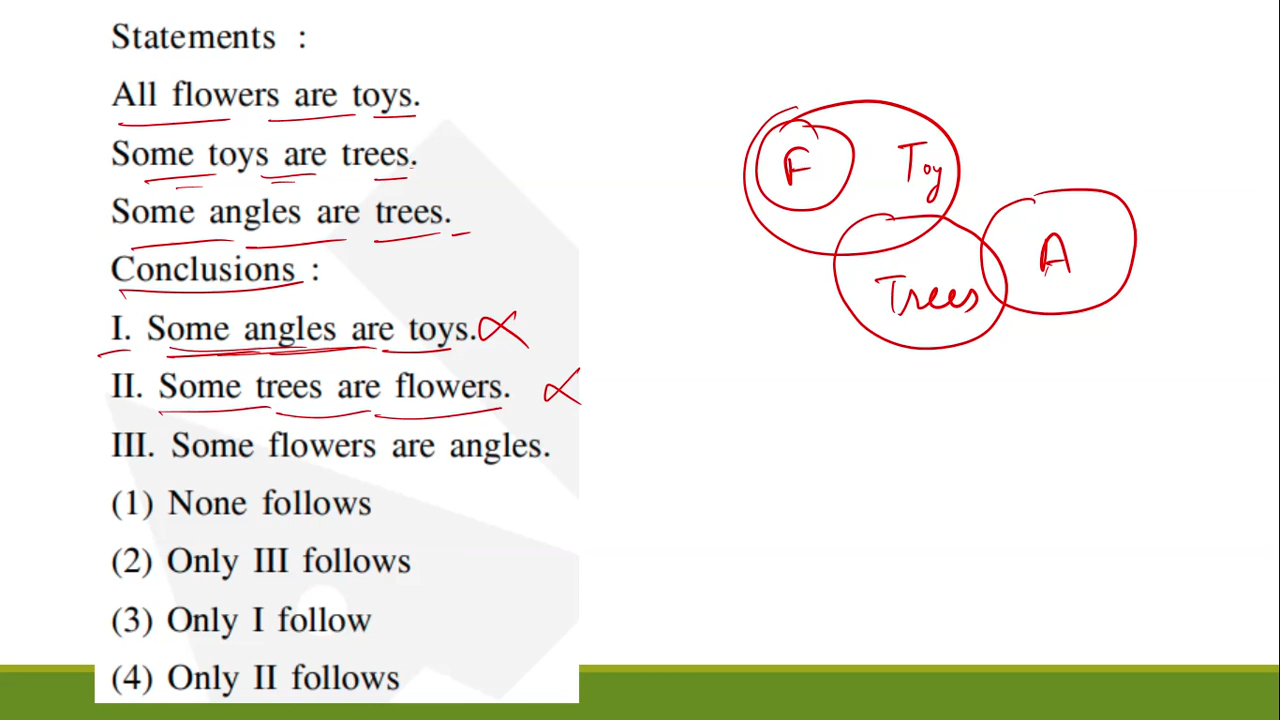 Statements :
All flowers are toys.
Some toys are trees.
Some angles are trees.
Conclusions :
I. Some angles are toys.
II. Some trees are flowers.
III. Some flowers are angles.
(1) None follows
(2) Only III follows
(3) Only I follow
(4) Only II follows
F
Toy
A
Trees